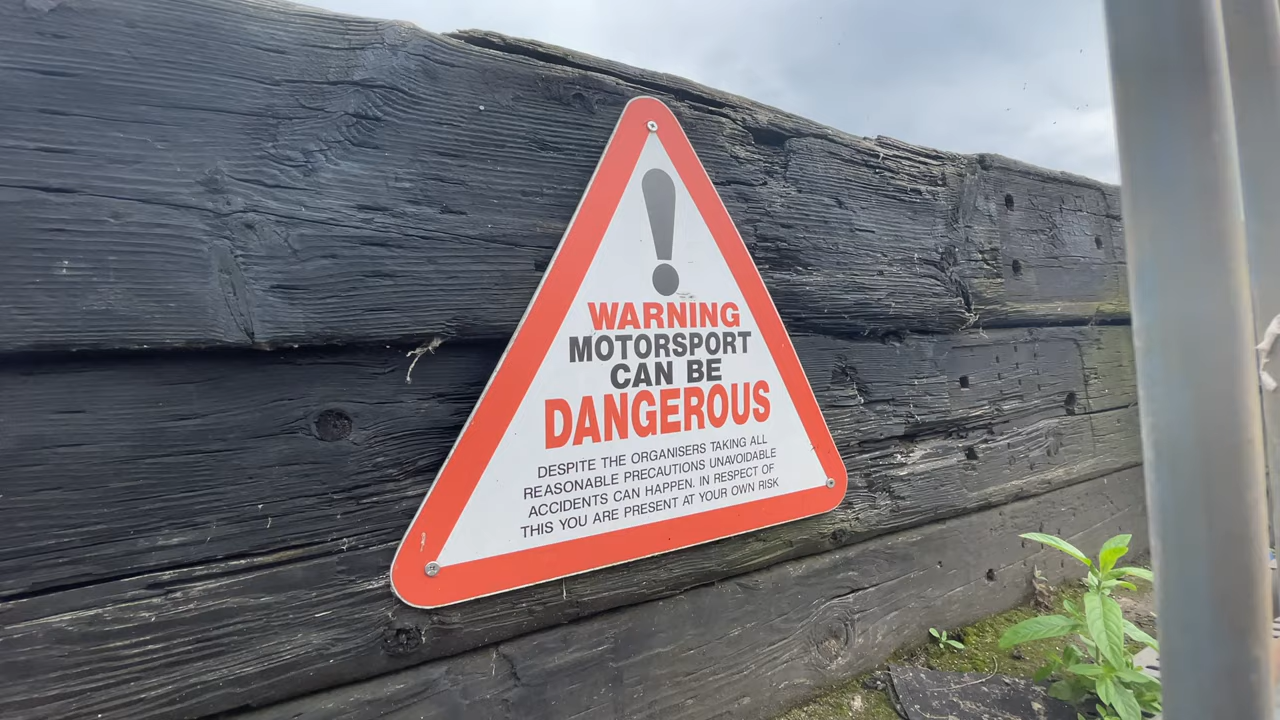 !
WARNING
MOTORSPORT
CAN BE
DANGEROUS
DESPITE THE ORGANISERS TAKING ALL
REASONABLE PRECAUTIONS UNAVOIDABLE
ACCIDENTS CAN HAPPEN. IN RESPECT OF
THIS YOU ARE PRESENT AT YOUR OWN RISK